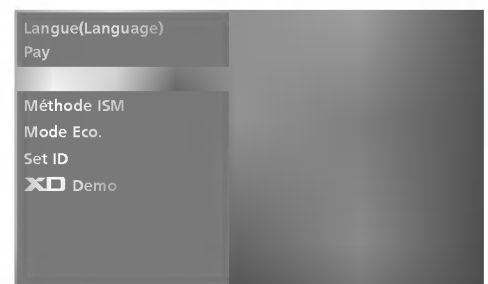 Langue(Language)
Pay
Méthode ISM
Mode Eco.
Set ID
XD Demo